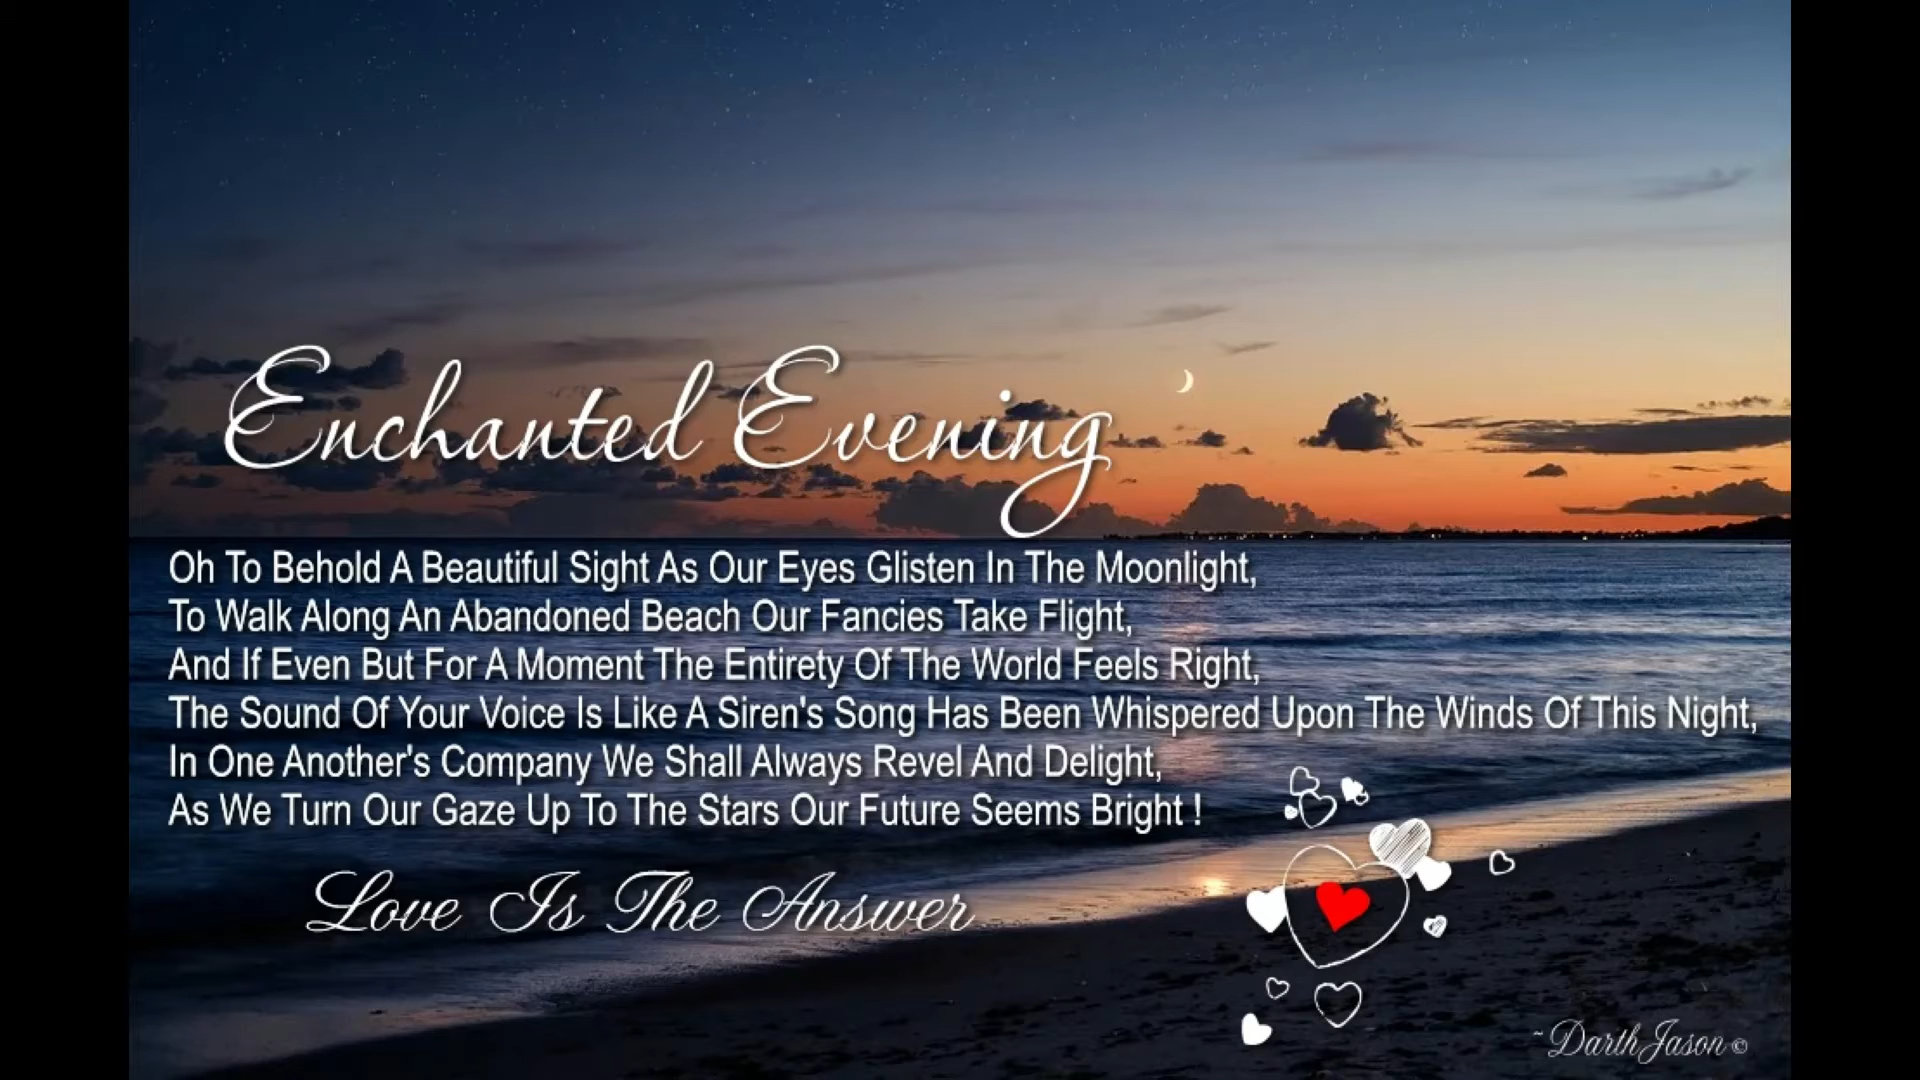 Enchanted Evening
Oh To Behold A Beautiful Sight As Our Eyes Glisten In The Moonlight,
To Walk Along An Abandoned Beach Our Fancies Take Flight,
And If Even But For A Moment The Entirety Of The World Feels Right,
The Sound Of Your Voice Is Like A Siren's Song Has Been Whispered Upon The Winds Of This Night,
In One Another's Company We Shall Always Revel And Delight,
As We Turn Our Gaze Up To The Stars Our Future Seems Bright !
Love Is The Answer
~DarthJason ©